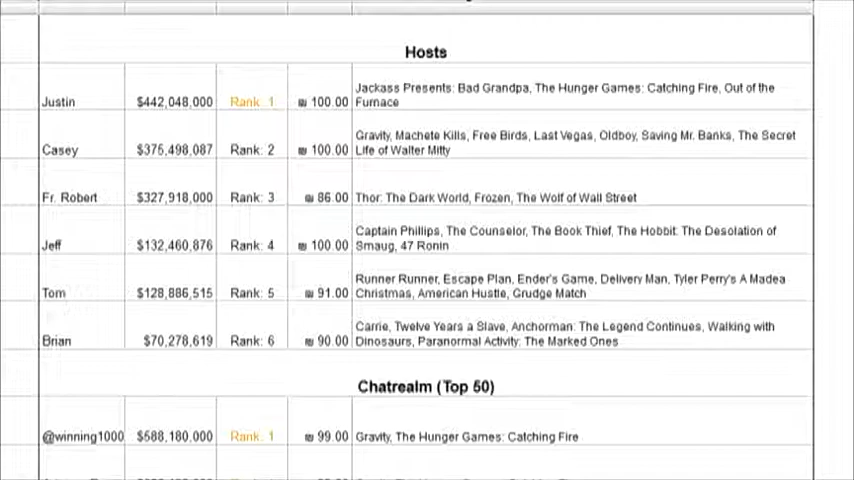 Hosts
Justin $442,048,000 Rank: 1 ₪ 100.00 Jackass Presents: Bad Grandpa, The Hunger Games: Catching Fire, Out of the
Furnace
Casey $375,498,087 Rank: 2 ₪ 100.00 Gravity, Machete Kills, Free Birds, Last Vegas, Oldboy, Saving Mr. Banks, The Secret
Life of Walter Mitty
Fr. Robert $327,918,000 Rank: 3 ₪ 86.00 Thor: The Dark World, Frozen, The Wolf of Wall Street
Jeff $132,460,876 Rank: 4 ₪ 100.00 Captain Phillips, The Counselor, The Book Thief, The Hobbit: The Desolation of
Smaug, 47 Ronin
Tom $128,886,515 Rank: 5 ₪ 91.00 Runner Runner, Escape Plan, Ender's Game, Delivery Man, Tyler Perry's A Madea
Christmas, American Hustle, Grudge Match
Brian $70,278,619 Rank: 6 ₪ 90.00 Carrie, Twelve Years a Slave, Anchorman: The Legend Continues, Walking with
Dinosaurs, Paranormal Activity: The Marked Ones
Chatrealm (Top 50)
@winning1000 $588,180,000 Rank: 1 ₪ 99.00 Gravity, The Hunger Games: Catching Fire